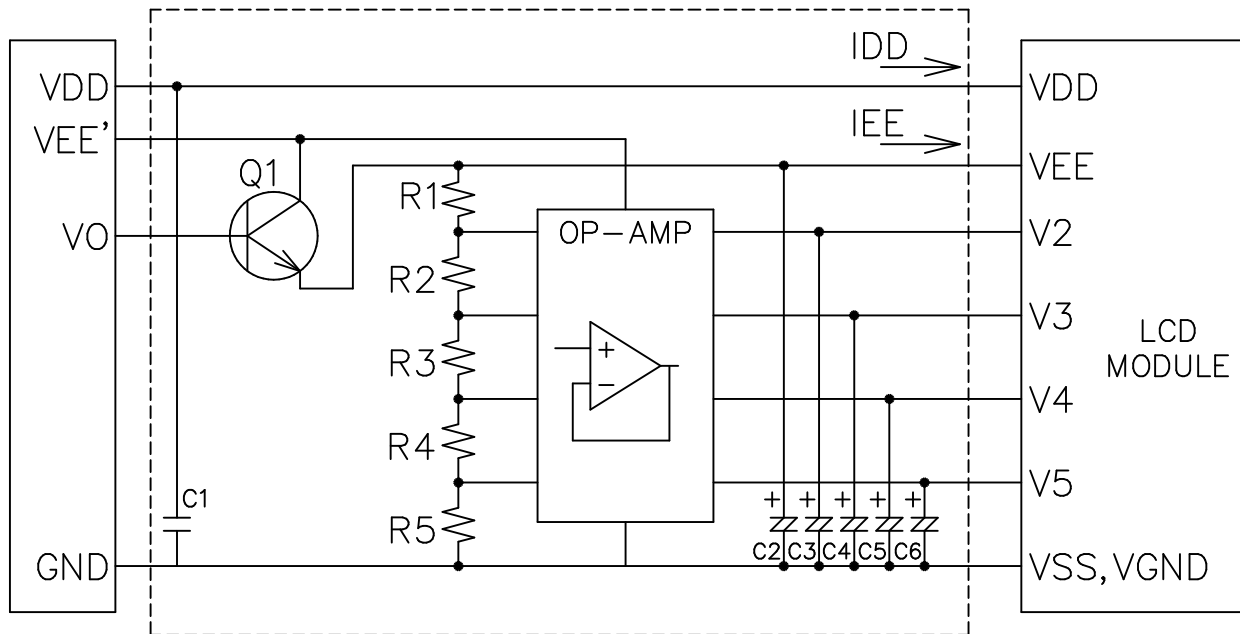 IDD
VDD
VDD
VEE'
IEE
VEE
Q1
R1
VO
OP-AMP
V2
R2
V3
+
LCD
MODULE
R3
−
V4
R4
V5
C1
+ + + + +
R5
C2 C3 C4 C5 C6
GND
VSS,VGND